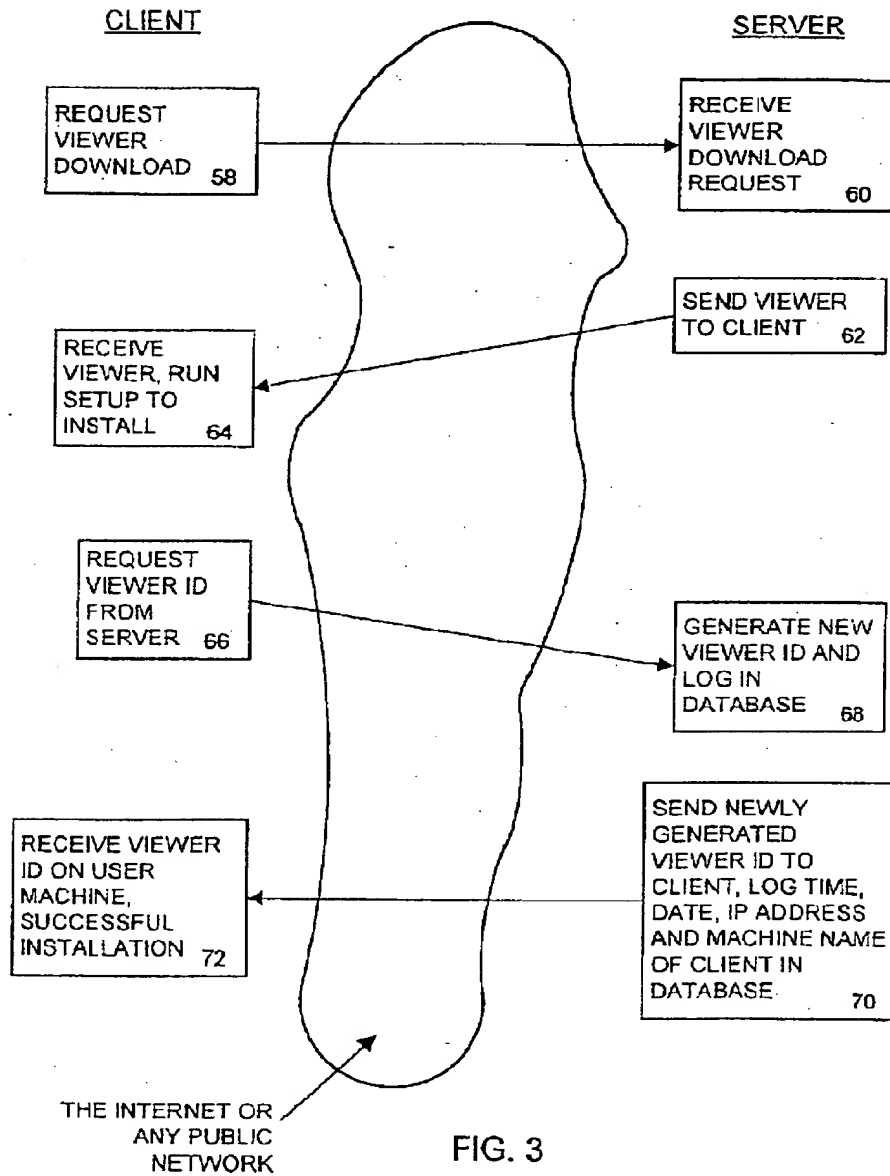 CLIENT
SERVER
REQUEST
VIEWER
DOWNLOAD
58
RECEIVE
VIEWER
DOWNLOAD
REQUEST
60
SEND VIEWER
TO CLIENT
62
RECEIVE
VIEWER, RUN
SETUP TO
INSTALL
64
REQUEST
VIEWER ID
FROM
SERVER
66
GENERATE NEW
VIEWER ID AND
LOG IN
DATABASE
68
SEND NEWLY
GENERATED
VIEWER ID TO
CLIENT, LOG TIME,
DATE, IP ADDRESS
AND MACHINE NAME
OF CLIENT IN
DATABASE
70
RECEIVE VIEWER
ID ON USER
MACHINE,
SUCCESSFUL
INSTALLATION
72
THE INTERNET OR
ANY PUBLIC
NETWORK
FIG. 3